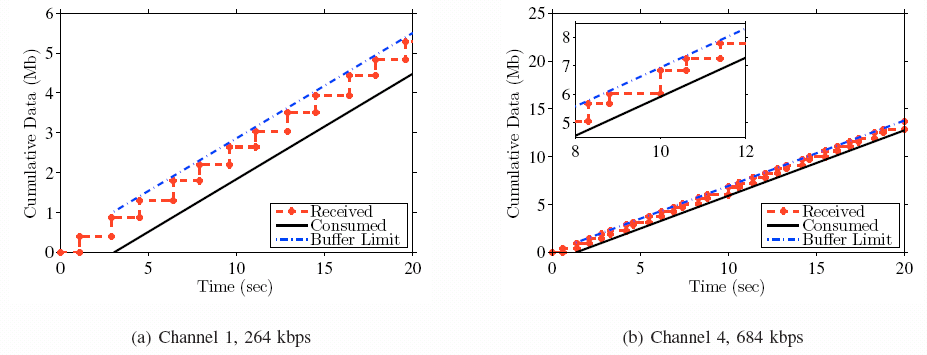 6
5
4
3
2
1
0
0
5
10
15
20
Cumulative Data (Mb)
Time (sec)
Received
Consumed
Buffer Limit
(a) Channel 1, 264 kbps
25
20
15
10
5
0
0
5
10
15
20
Cumulative Data (Mb)
Time (sec)
8
7
6
5
8
10
12
Received
Consumed
Buffer Limit
(b) Channel 4, 684 kbps